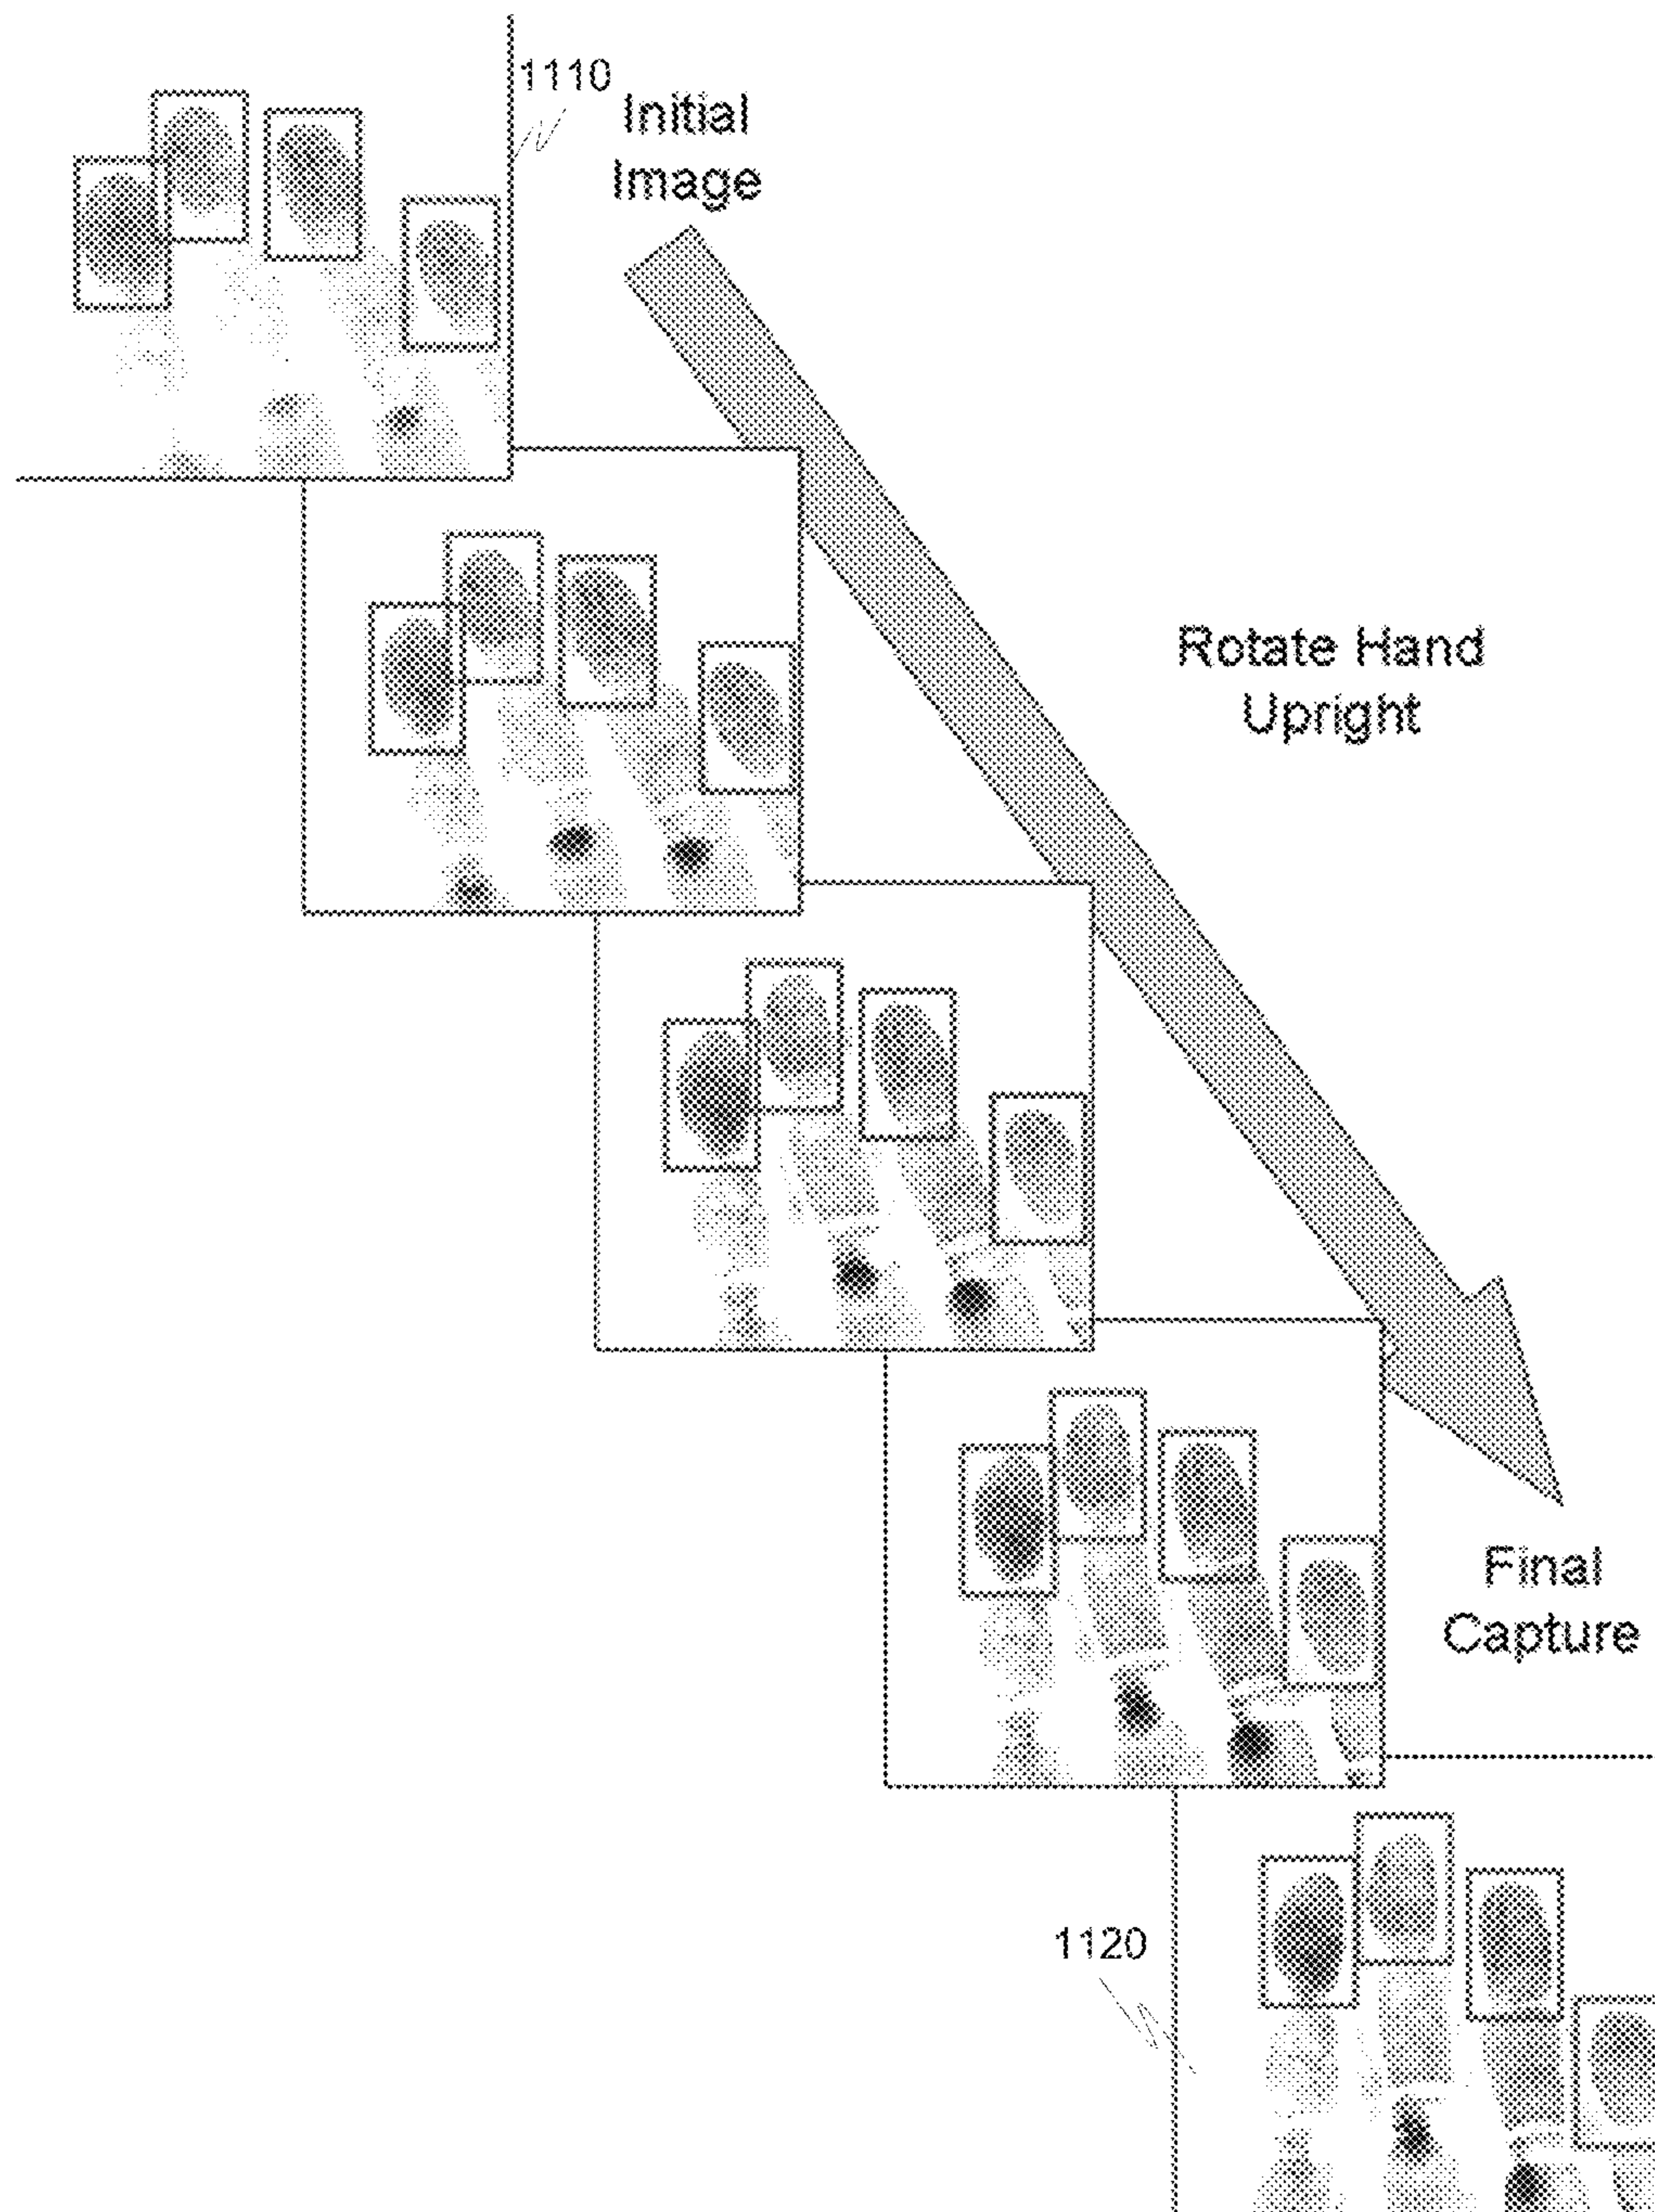 1110
Initial
Image
Rotate Hand
Upright
Final
Capture
1120